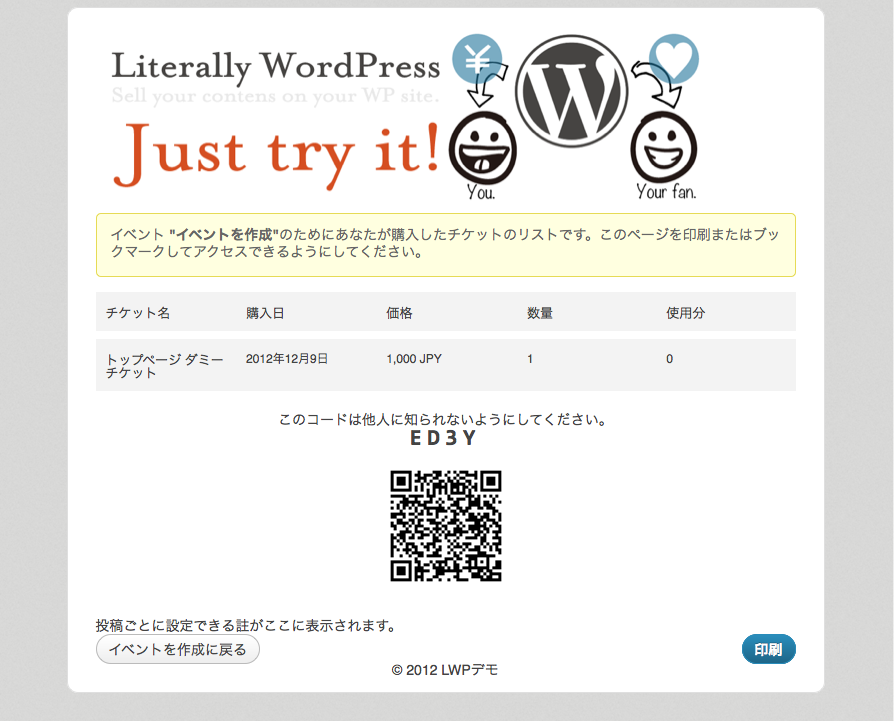 Literally WordPress
Sell your contens on your WP site.
Just try it!
¥
W
You.
Your fan.
イベント "イベントを作成"のためにあなたが購入したチケットのリストです。このページを印刷またはブッ
クマークしてアクセスできるようにしてください。
チケット名 購入日 価格 数量 使用分
トップページ ダミー 2012年12月9日 1,000 JPY 1 0
チケット
このコードは他人に知られないようにしてください。
ED3Y
投稿ごとに設定できる註がここに表示されます。
イベントを作成に戻る 印刷
© 2012 LWPデモ